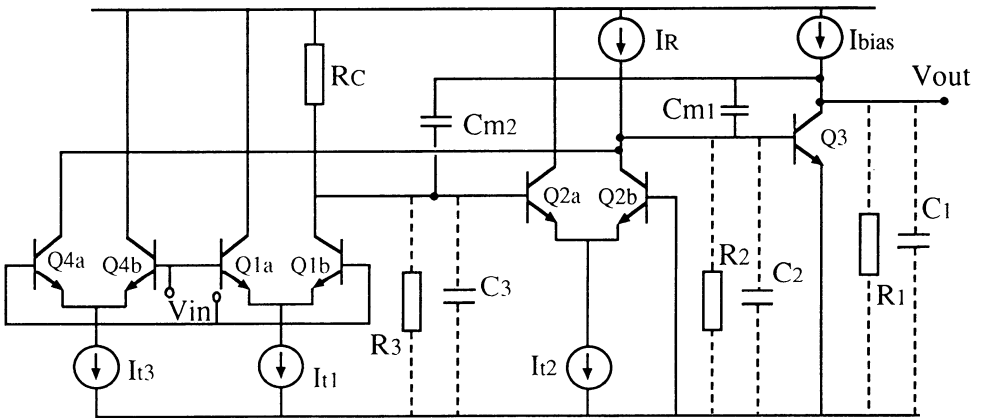 IR
Ibias
RC
Vout
Cm2
Cm1
Q3
Q4a
Q4b
Q1a
Q1b
Q2a
Q2b
Vin
R3
C3
R2
C2
R1
C1
It3
It1
It2